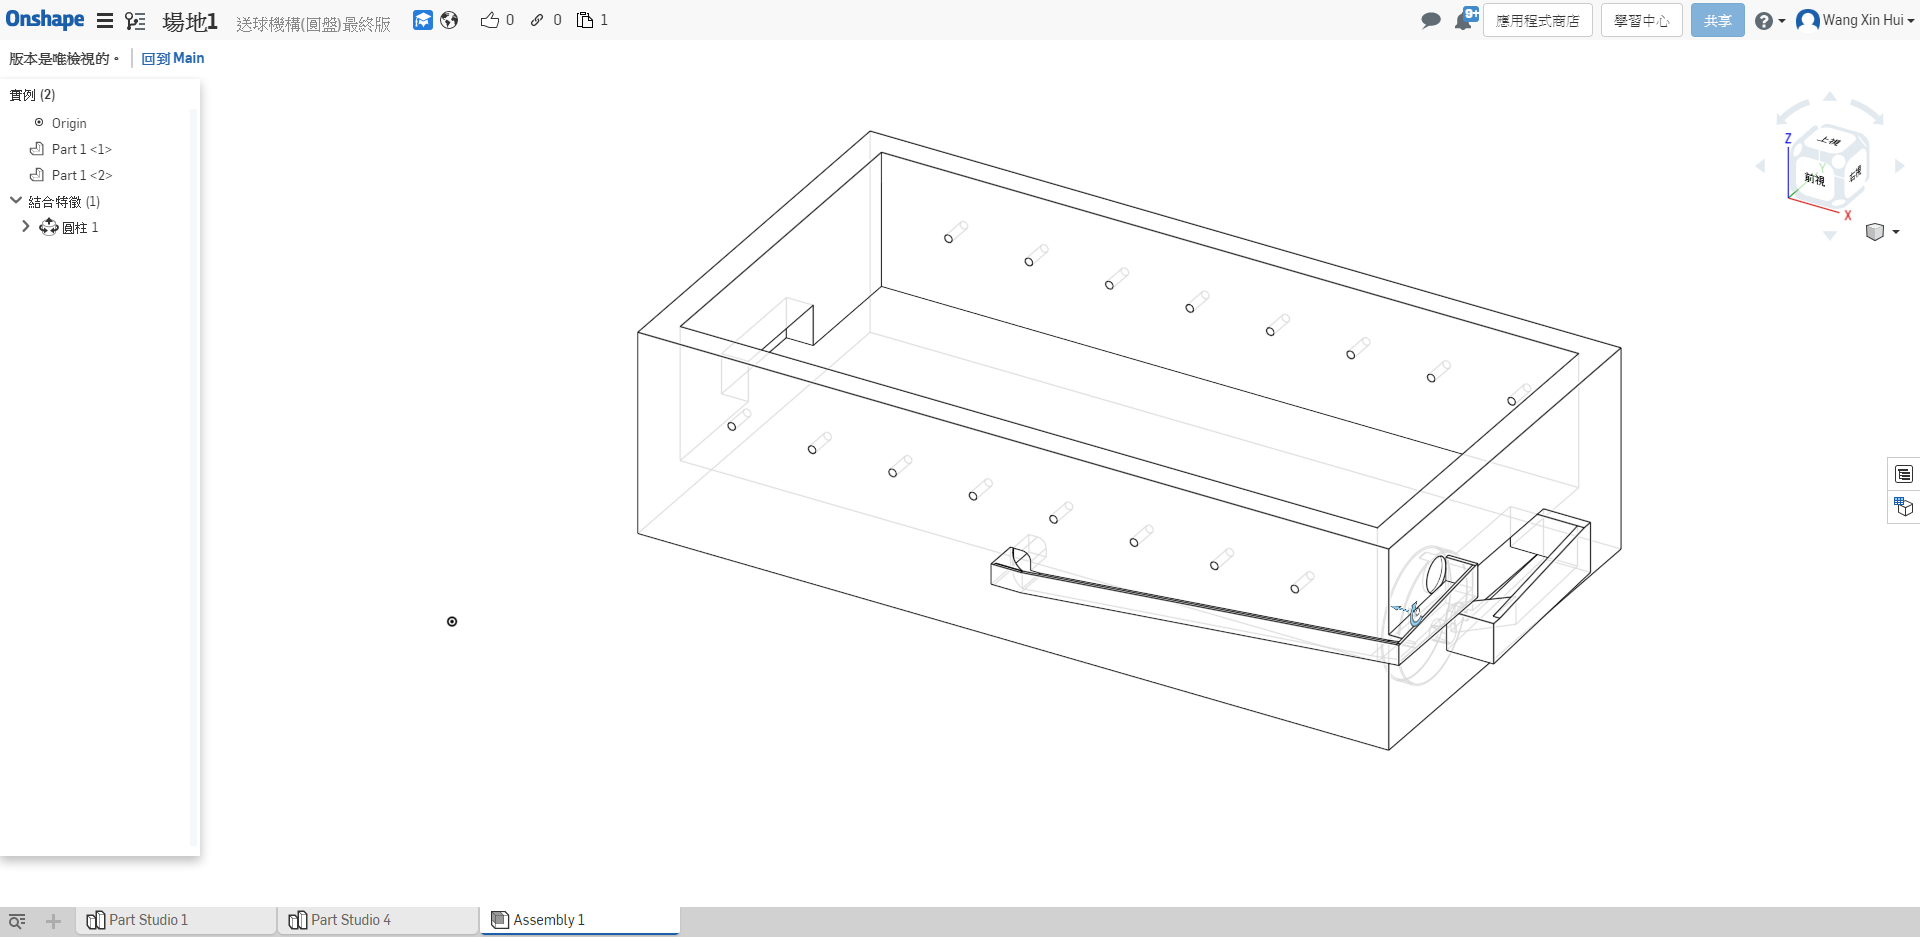 Onshape 場地1 送球機構(圓盤)最終版 0 0 1 9+ 應用程式商店 學習中心 共享 Wang Xin Hui
版本是唯檢視的。 回到 Main
實例 (2)
Origin
Part 1 <1>
Part 1 <2>
結合特徵 (1)
圓柱 1
Z
上視
Y
前視
右視
X
Part Studio 1 Part Studio 4 Assembly 1